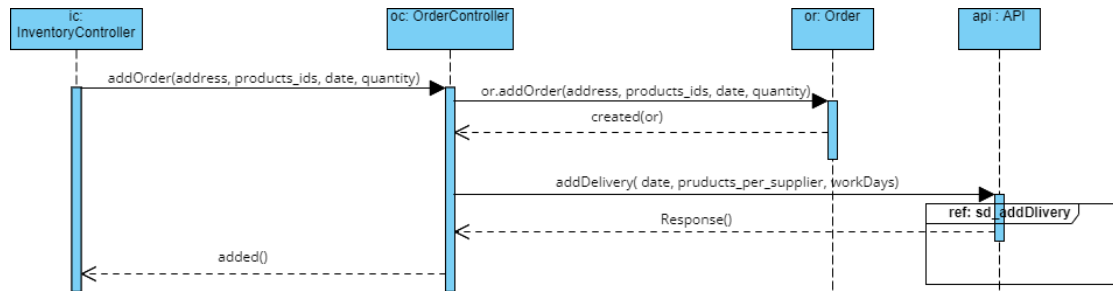 ic:
InventoryController
oc: OrderController
or: Order
api : API
addOrder(address, products_ids, date, quantity)
or.addOrder(address, products_ids, date, quantity)
created(or)
addDelivery( date, pruducts_per_supplier, workDays)
ref: sd_addDlivery
Response()
added()